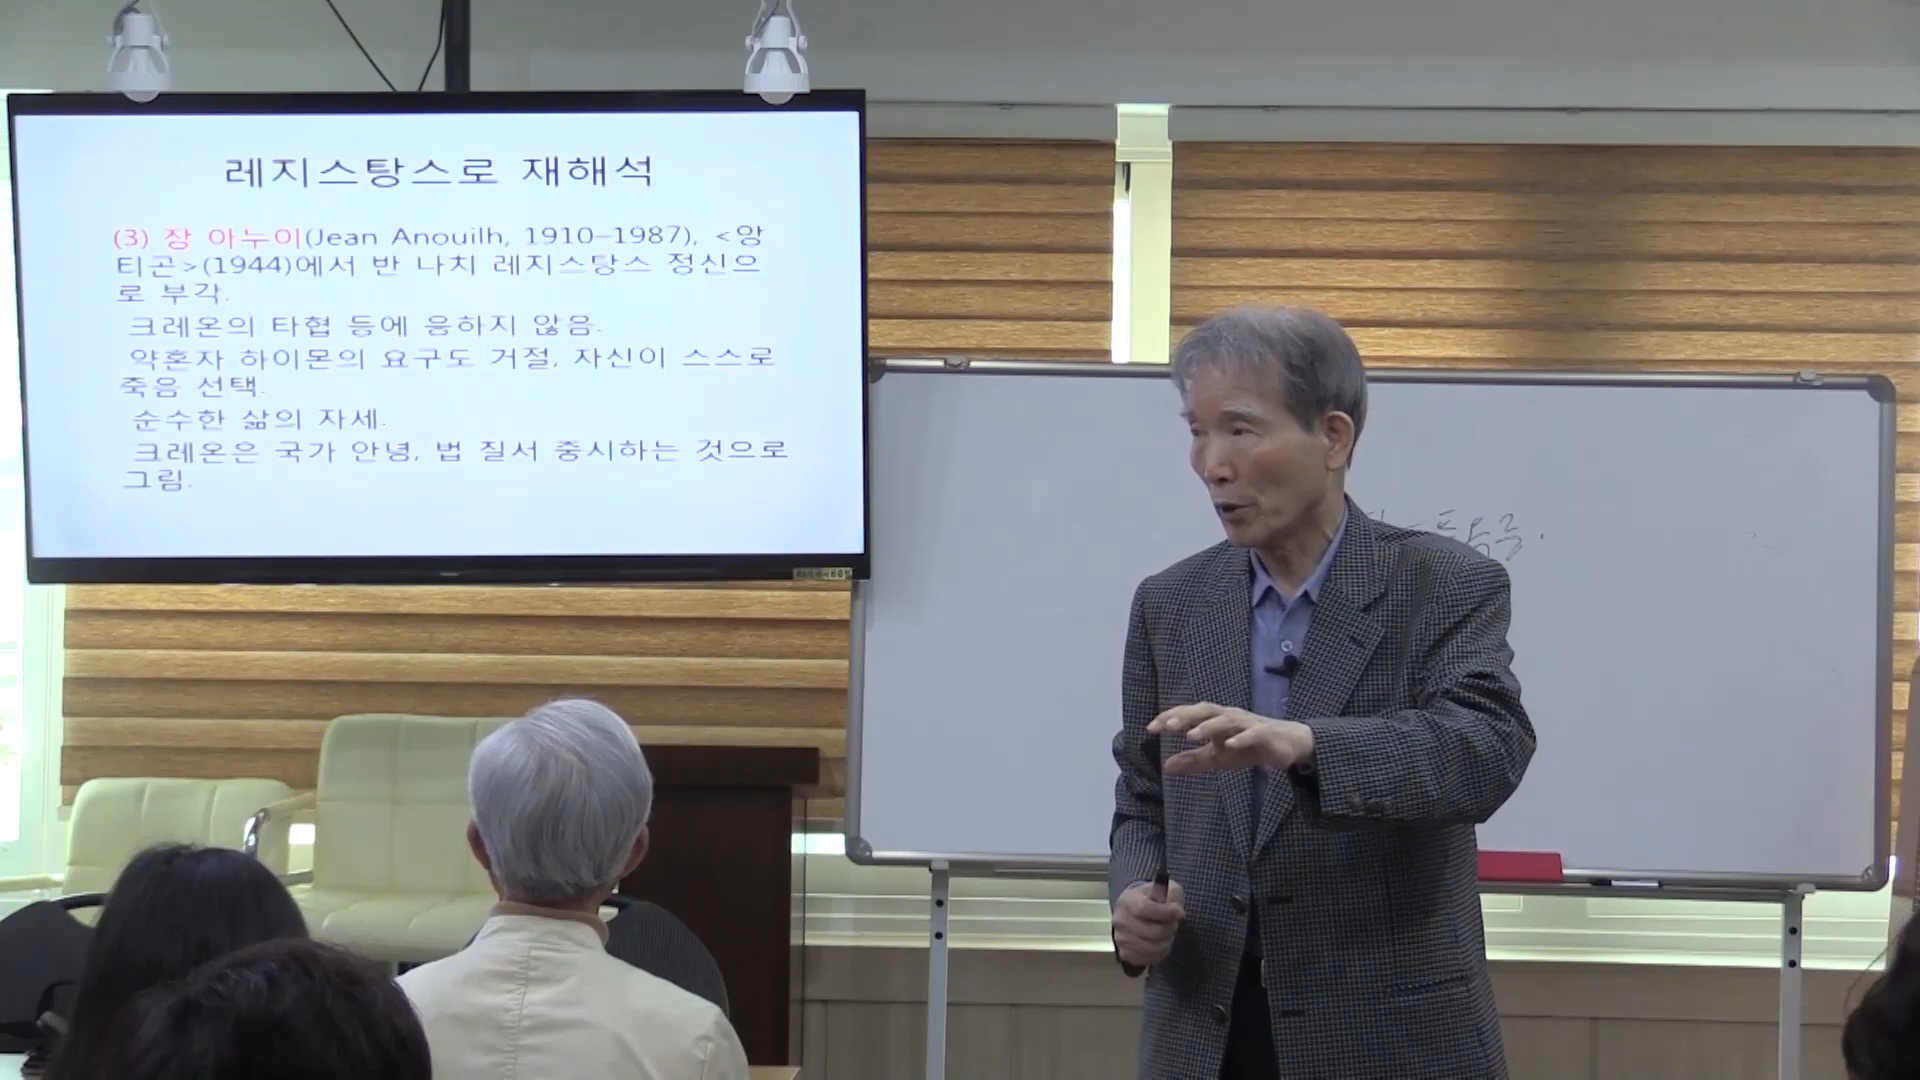 레지스탕스로 재해석
(3) 장 아누이(Jean Anouilh, 1910-1987), <앙
티곤>(1944)에서 반 나치 레지스탕스 정신으
로 부각.
크레온의 타협 등에 응하지 않음.
약혼자 하이몬의 요구도 거절, 자신이 스스로
죽음 선택.
순수한 삶의 자세.
크레온은 국가 안녕, 법 질서 중시하는 것으로
그림.